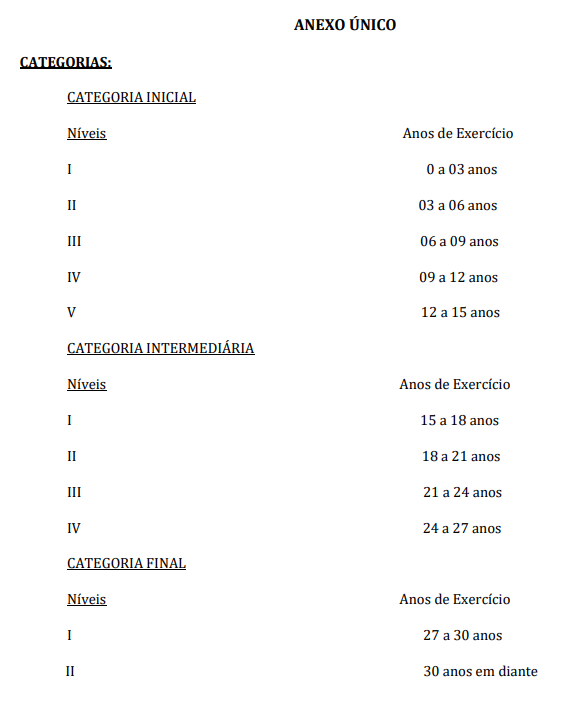 ANEXO ÚNICO
CATEGORIAS:
CATEGORIA INICIAL
Níveis Anos de Exercício
I 0 a 03 anos
II 03 a 06 anos
III 06 a 09 anos
IV 09 a 12 anos
V 12 a 15 anos
CATEGORIA INTERMEDIÁRIA
Níveis Anos de Exercício
I 15 a 18 anos
II 18 a 21 anos
III 21 a 24 anos
IV 24 a 27 anos
CATEGORIA FINAL
Níveis Anos de Exercício
I 27 a 30 anos
II 30 anos em diante